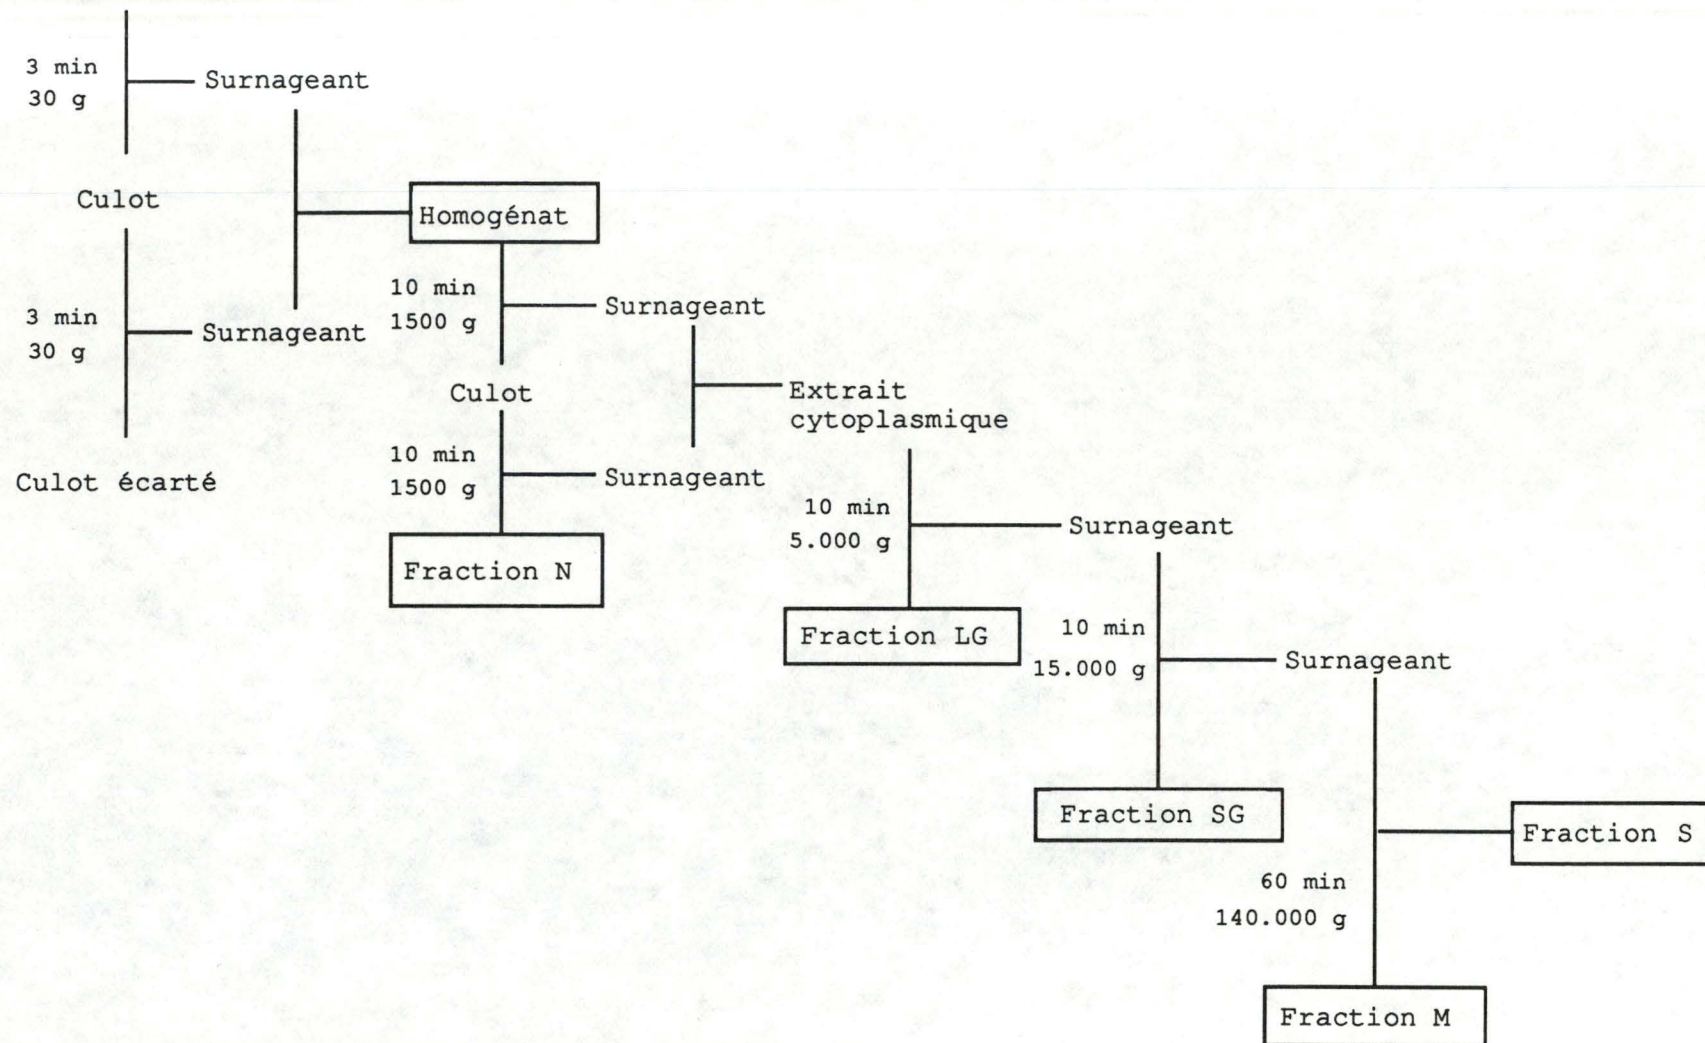 3 min
30 g
Surnageant
Culot
3 min
30 g
Surnageant
Culot écarté
Homogénat
10 min
1500 g
Surnageant
Culot
10 min
1500 g
Surnageant
Fraction N
Extrait
cytoplasmique
10 min
5.000 g
Surnageant
Fraction LG
10 min
15.000 g
Surnageant
Fraction SG
60 min
140.000 g
Fraction S
Fraction M